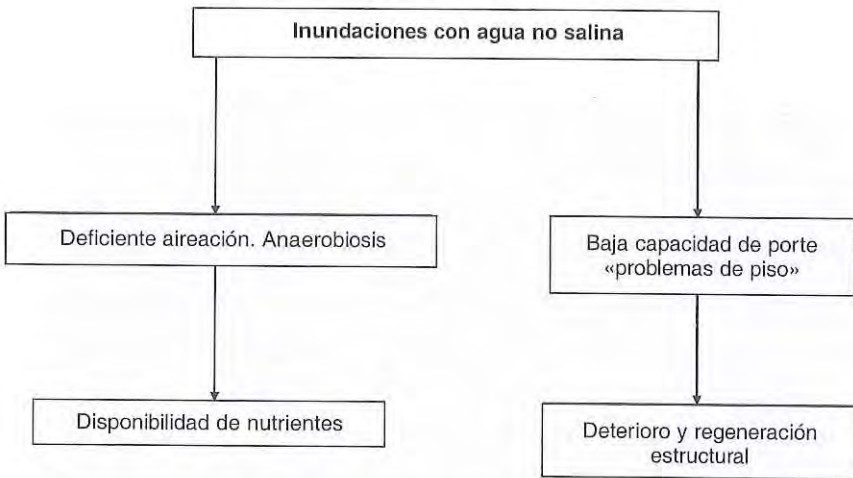 Inundaciones con agua no salina
Deficiente aireación. Anaerobiosis
Baja capacidad de porte
«problemas de piso»
Disponibilidad de nutrientes
Deterioro y regeneración
estructural